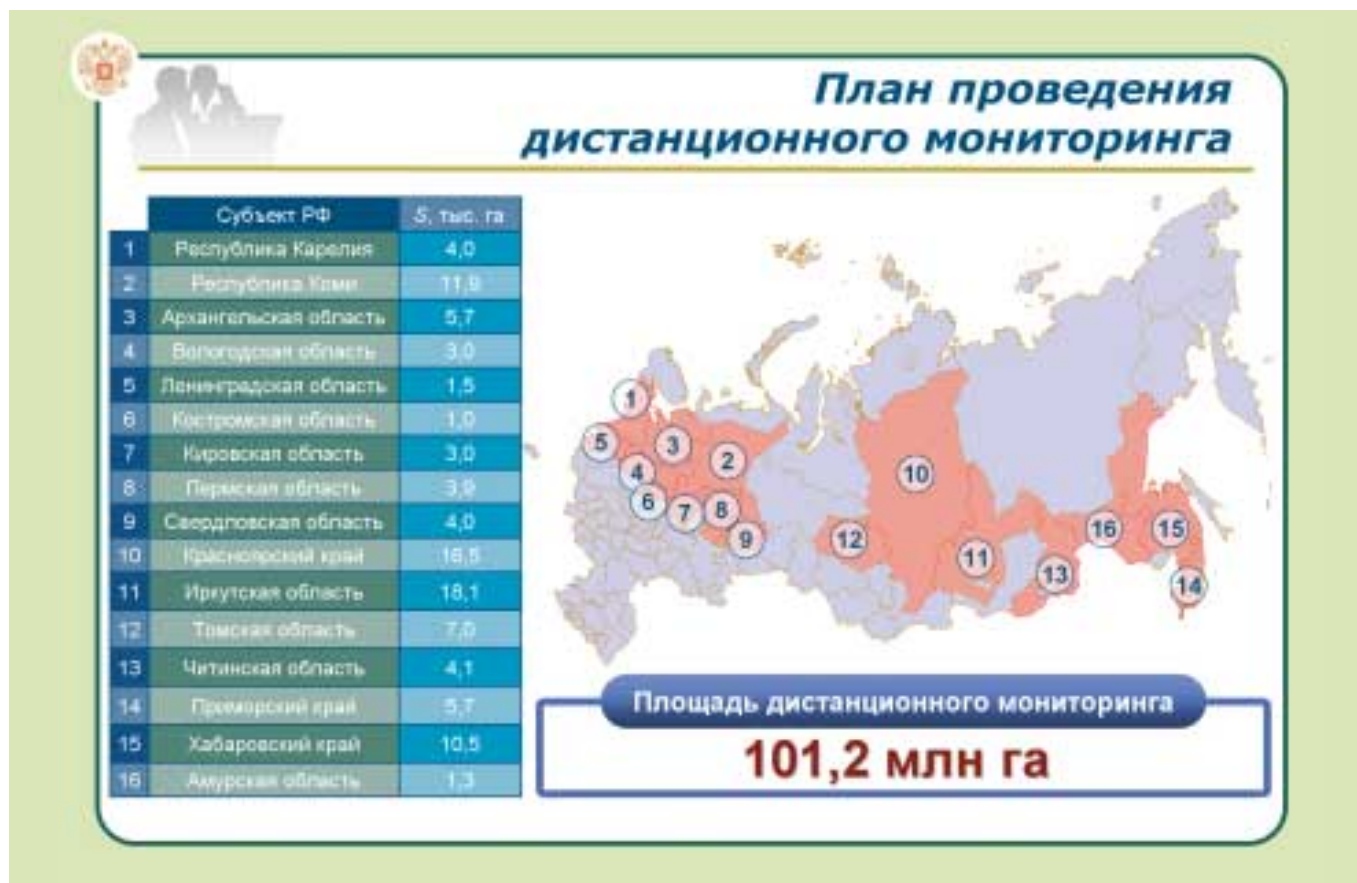 План проведения
дистанционного мониторинга
Субъект РФ S, тыс. га
1 Республика Карелия 4,0
2 Республика Коми 11,9
3 Архангельская область 5,7
4 Вологодская область 3,0
5 Ленинградская область 1,5
6 Костромская область 1,0
7 Кировская область 3,0
8 Пермская область 3,9
9 Свердловская область 4,0
10 край 16,5
11 Иркутская область 18,1
12 Томская область 7,0
13 Читинская область 4,1
14 Приморский край 5,7
15 Хабаровский край 10,5
16 Амурская область 1,3
1
5
3
2
4
6
7
8
9
10
12
11
13
16
15
14
Площадь дистанционного мониторинга
101,2 млн га